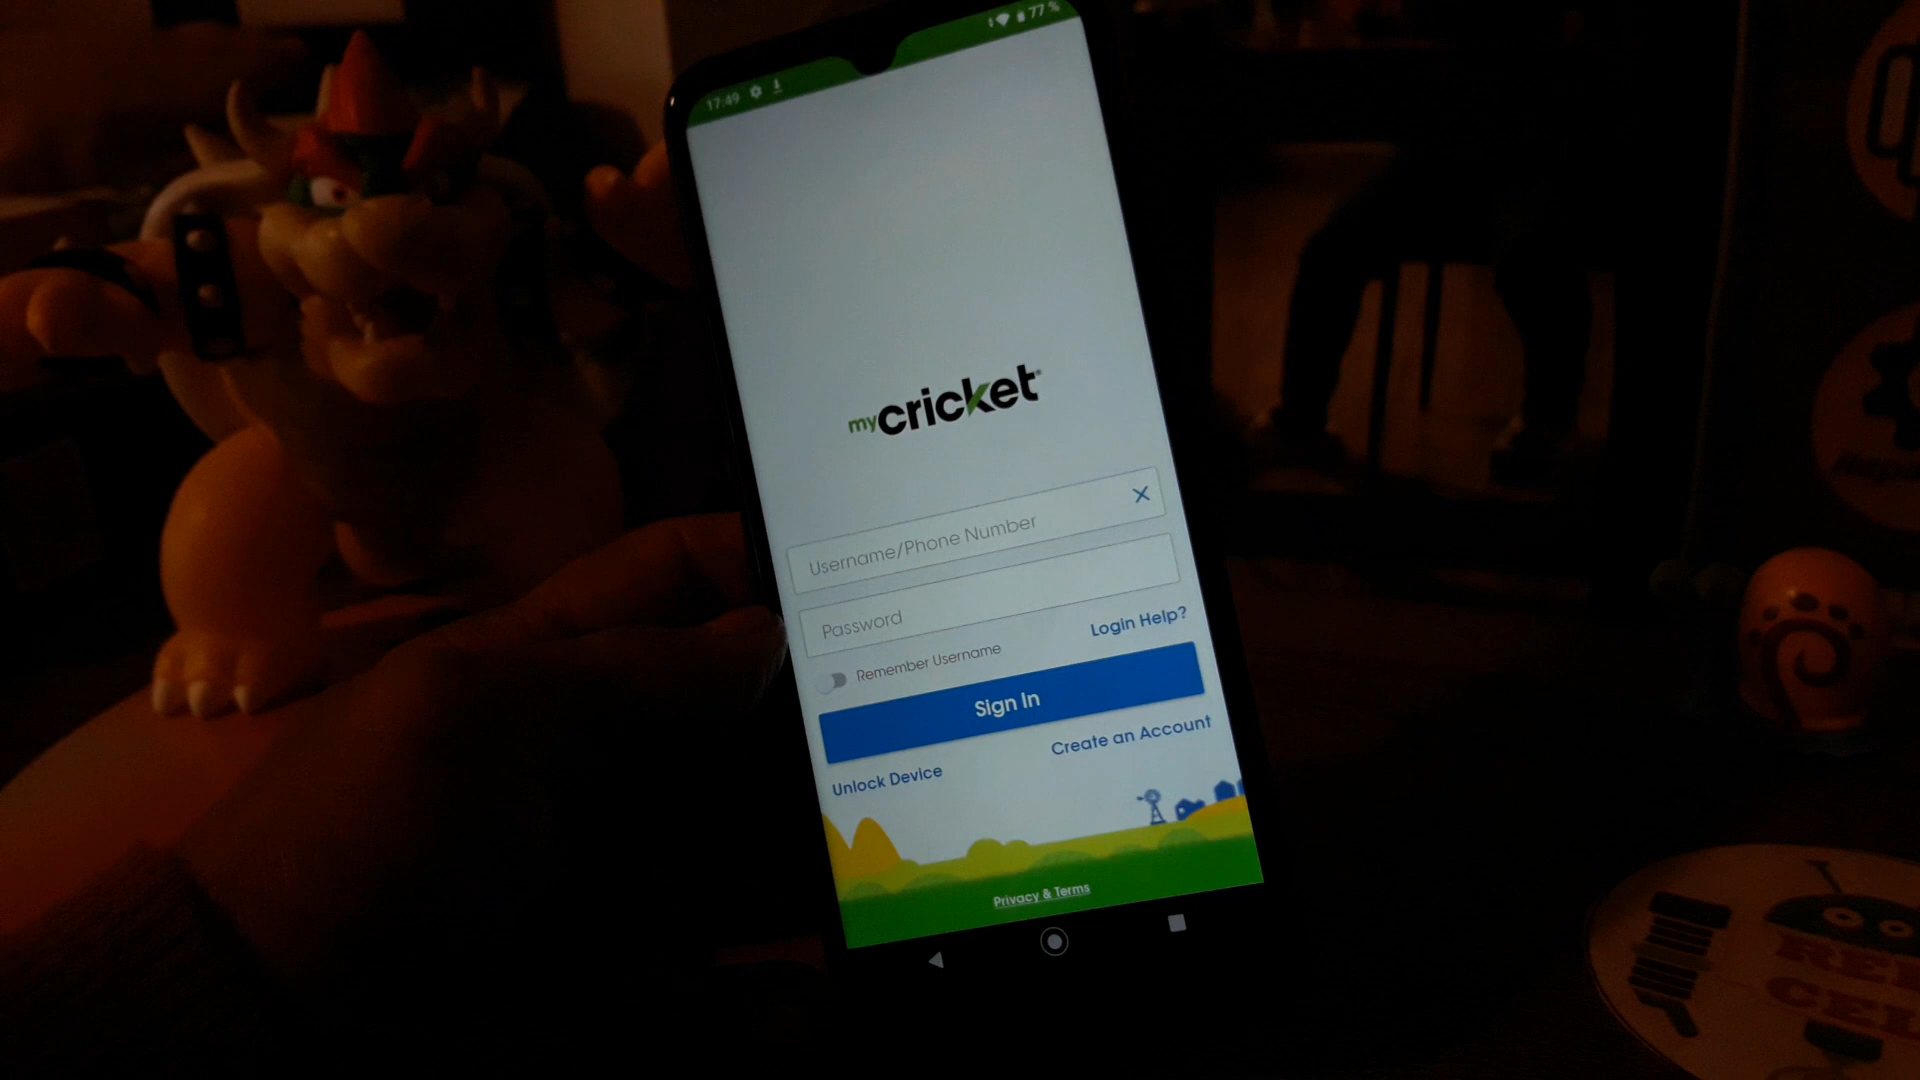 17:49
77 %
mycricket
Username/Phone Number
Password
Login Help?
Remember Username
Sign In
Create an Account
Unlock Device
Privacy & Terms